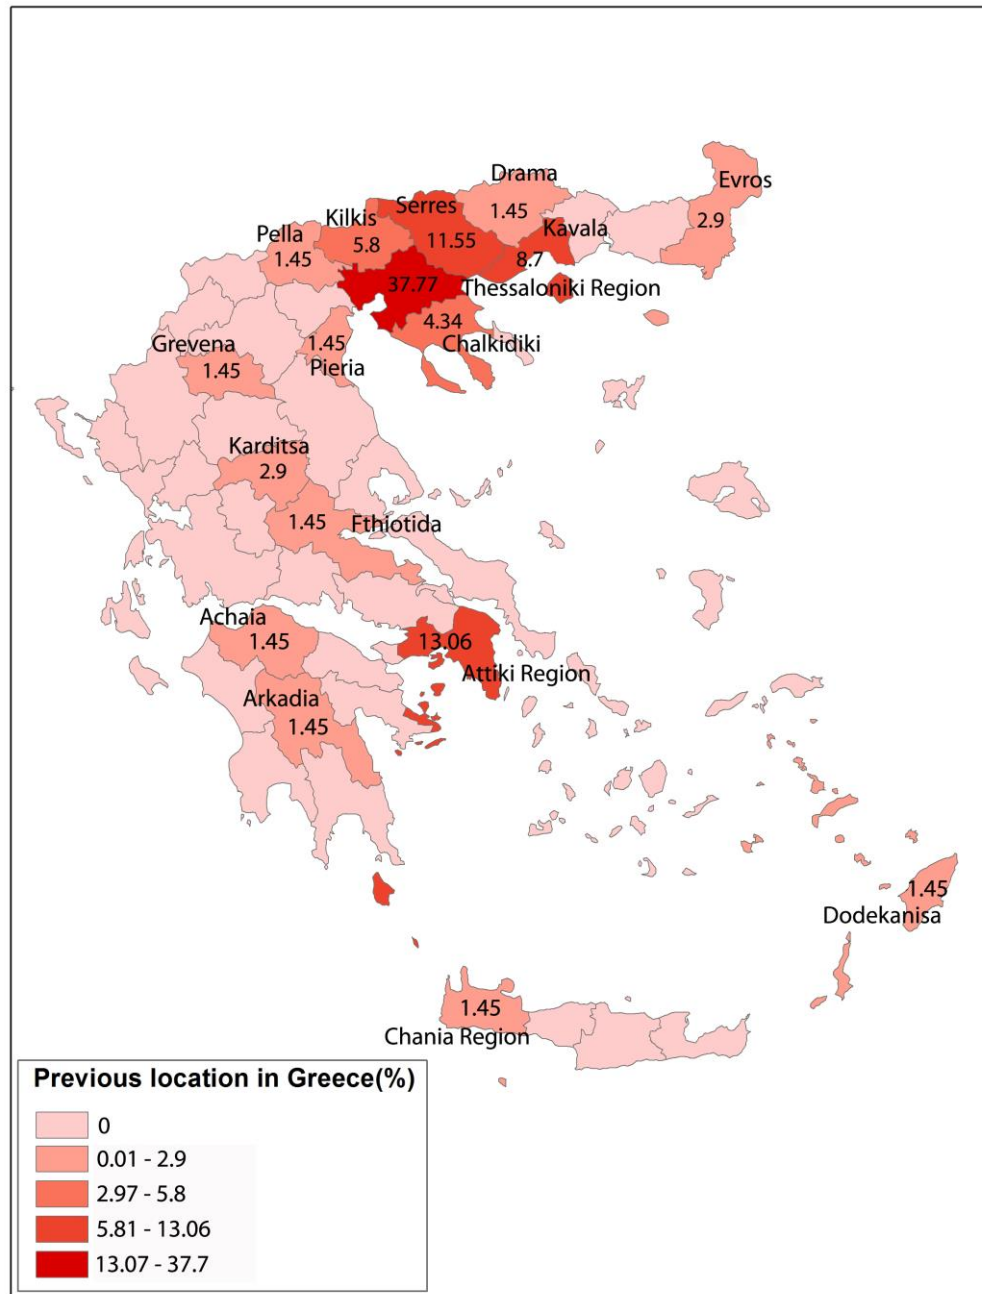 Drama
Evros
Serres
1.45
Kilkis
2.9
Pella
5.8
11.55
Kavala
1.45
8.7
37.77
Thessaloniki Region
4.34
Grevena
1.45
Chalkidiki
1.45
Pieria
Karditsa
2.9
1.45
Fthiotida
Achaia
1.45
13.06
Attiki Region
Arkadia
1.45
1.45
Dodekanisa
1.45
Chania Region
Previous location in Greece(%)
0
0.01 - 2.9
2.97 - 5.8
5.81 - 13.06
13.07 - 37.7